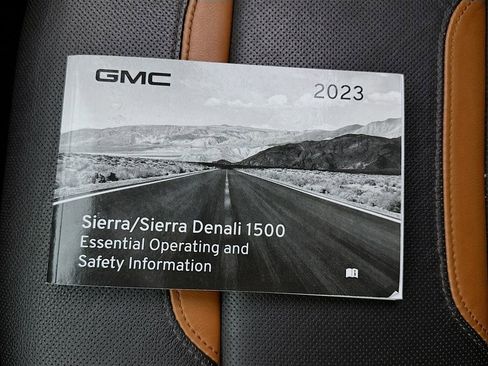 GMC
2023
Sierra/Sierra Denali 1500
Essential Operating and
Safety Information